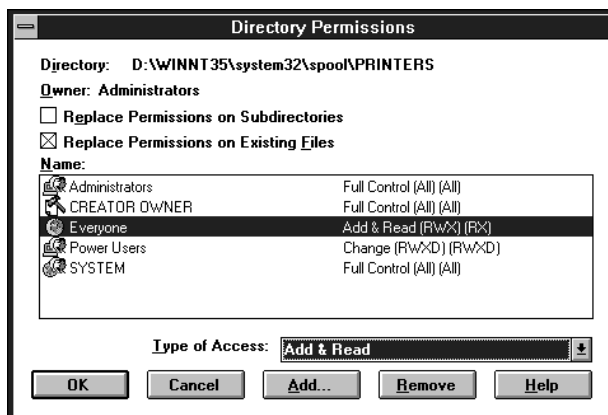 Directory Permissions
Directory: D:\WINNT35\system32\spool\PRINTERS
Owner: Administrators
Replace Permissions on Subdirectories
Replace Permissions on Existing Files
Name:
Administrators Full Control (All) (All)
CREATOR OWNER Full Control (All) (All)
Everyone Add & Read (RWX) (RX)
Power Users Change (RWXD) (RWXD)
SYSTEM Full Control (All) (All)
Type of Access: Add & Read
OK Cancel Add... Remove Help